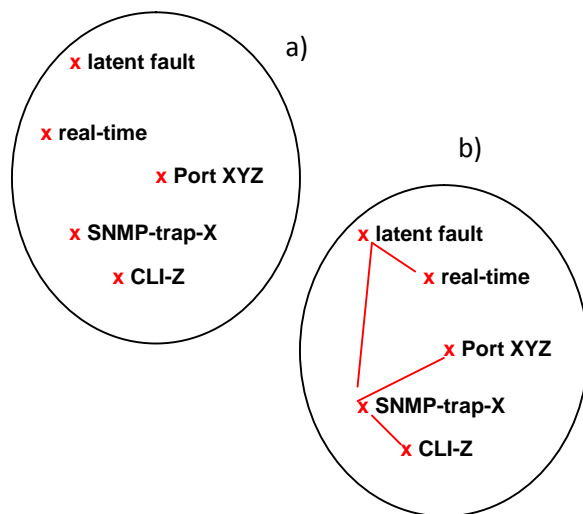 a)
x latent fault
x real-time
x Port XYZ
x SNMP-trap-X
x CLI-Z
b)
x latent fault
x real-time
x Port XYZ
x SNMP-trap-X
x CLI-Z